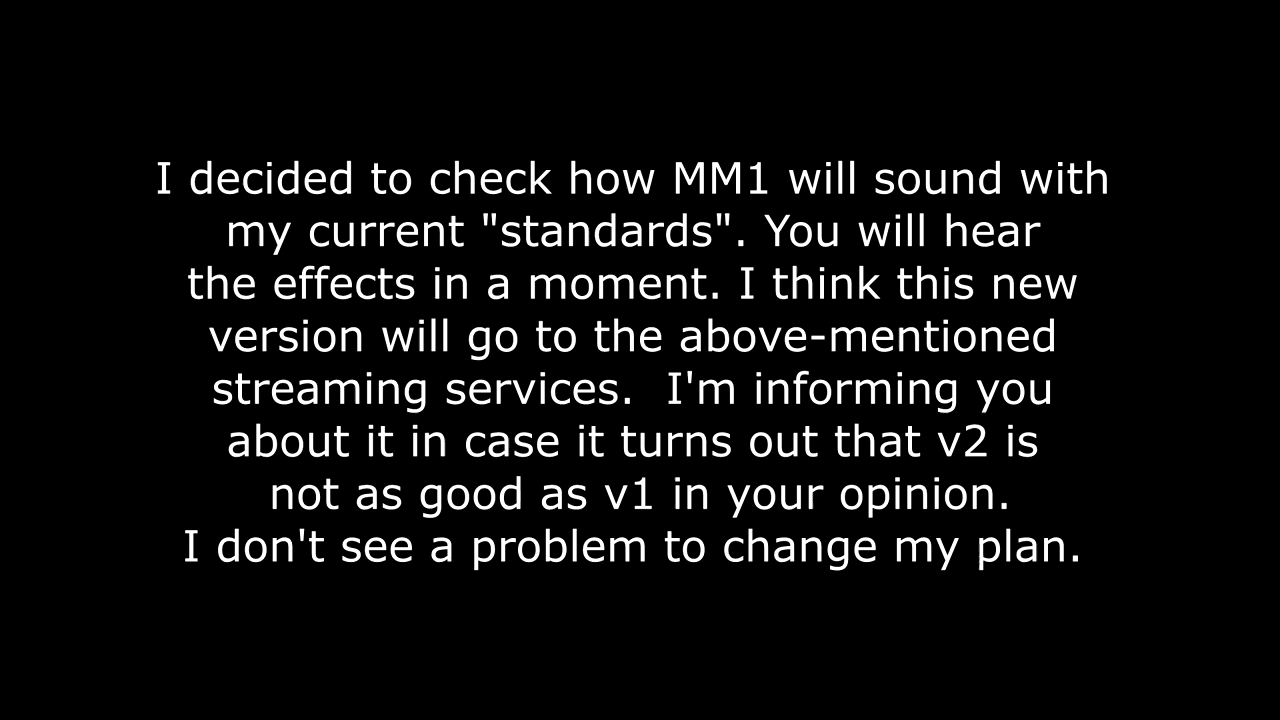 I decided to check how MM1 will sound with
my current "standards". You will hear
the effects in a moment. I think this new
version will go to the above-mentioned
streaming services.  I'm informing you
about it in case it turns out that v2 is
not as good as v1 in your opinion.
I don't see a problem to change my plan.